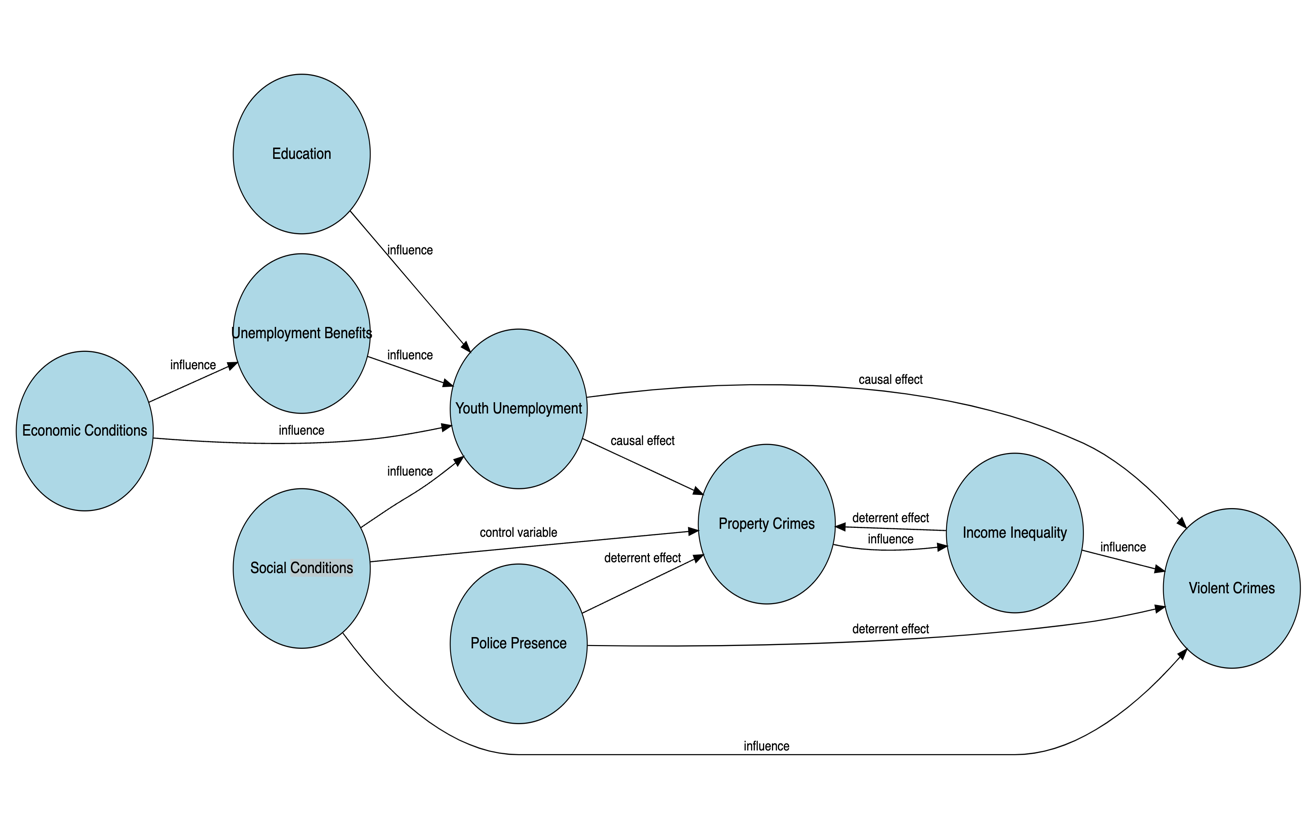 Education
influence
Unemployment Benefits
influence
influence
Economic Conditions
influence
Youth Unemployment
causal effect
influence
causal effect
Social Conditions
control variable
Property Crimes
deterrent effect
influence
Income Inequality
influence
deterrent effect
Violent Crimes
Police Presence
deterrent effect
influence